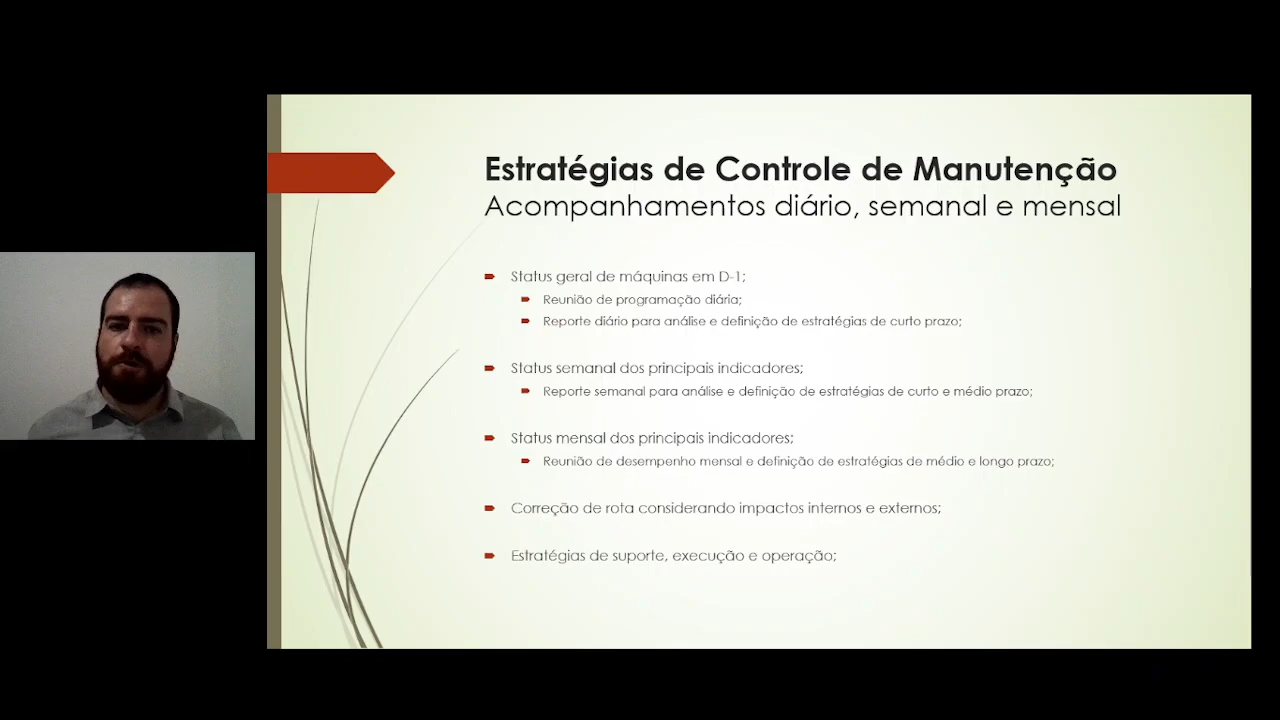 Estratégias de Controle de Manutenção
Acompanhamentos diário, semanal e mensal
Status geral de máquinas em D-1;
Reunião de programação diária;
Reporte diário para análise e definição de estratégias de curto prazo;
Status semanal dos principais indicadores;
Reporte semanal para análise e definição de estratégias de curto e médio prazo;
Status mensal dos principais indicadores;
Reunião de desempenho mensal e definição de estratégias de médio e longo prazo;
Correção de rota considerando impactos internos e externos;
Estratégias de suporte, execução e operação;